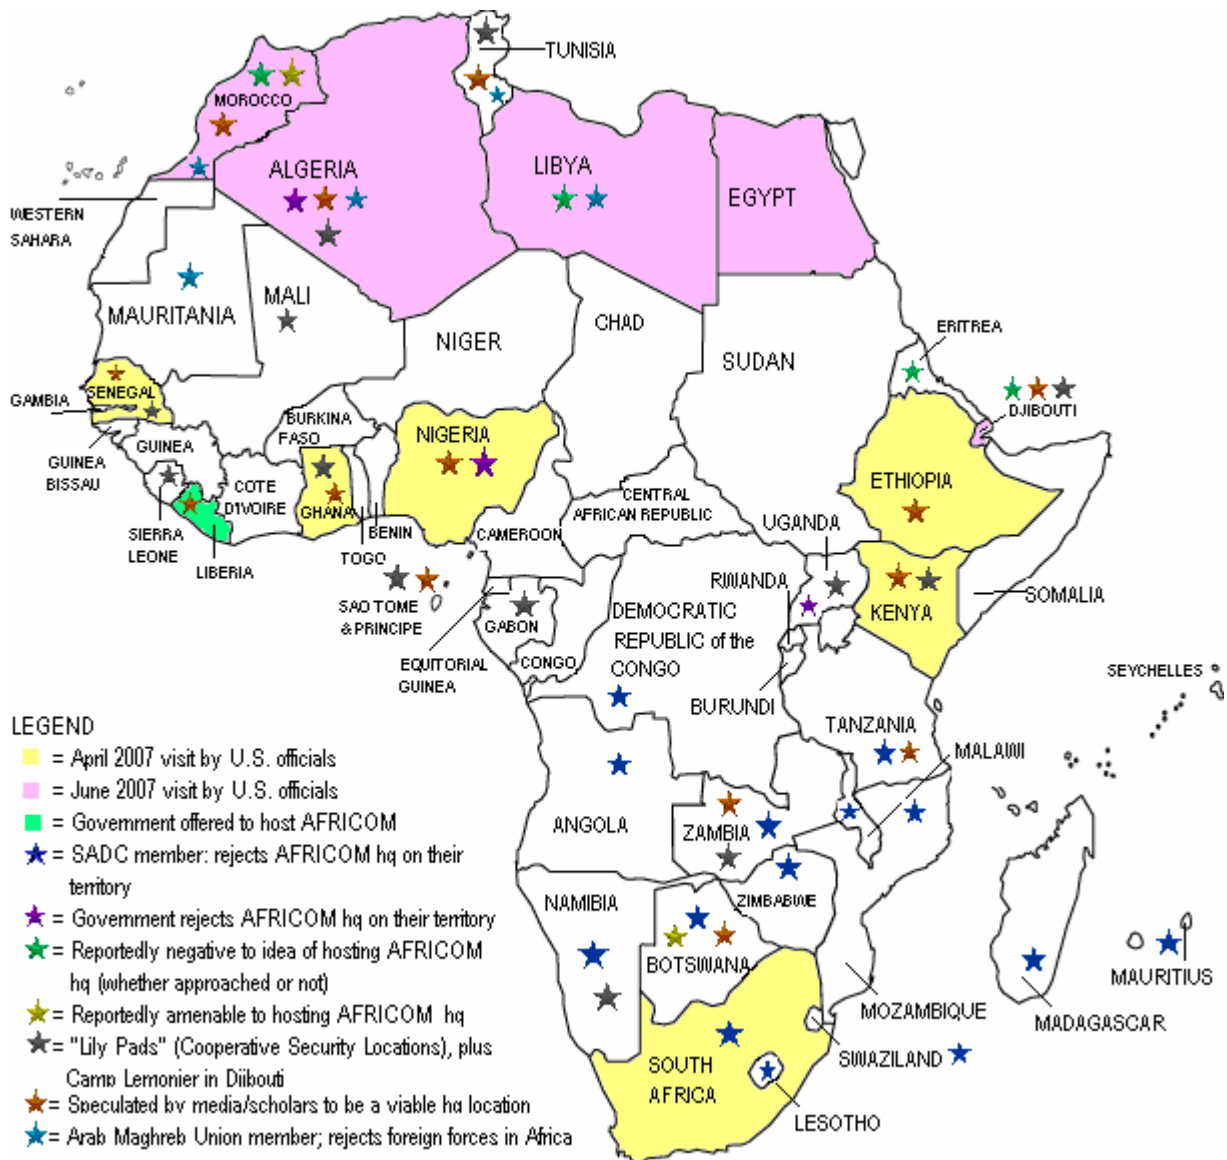 TUNISIA
MOROCCO
ALGERIA
LIBYA
EGYPT
WESTERN
SAHARA
MAURITANIA
MALI
NIGER
CHAD
SUDAN
ERITREA
DJIBOUTI
SENEGAL
GAMBIA
GUINEA
BISSAU
GUINEA
BURKINA
FASO
NIGERIA
ETHIOPIA
SIERRA
LEONE
LIBERIA
COTE
D'IVOIRE
GHANA
TOGO
BENIN
CAMEROON
CENTRAL
AFRICAN REPUBLIC
UGANDA
RWANDA
KENYA
SOMALIA
SAO TOME
& PRINCIPE
EQUITORIAL
GUINEA
GABON
CONGO
DEMOCRATIC
REPUBLIC of the
CONGO
BURUNDI
SEYCHELLES
TANZANIA
MALAWI
ANGOLA
ZAMBIA
ZIMBABWE
NAMIBIA
BOTSWANA
MOZAMBIQUE
MADAGASCAR
MAURITIUS
SWAZILAND
SOUTH
AFRICA
LESOTHO
LEGEND
= April 2007 visit by U.S. officials
= June 2007 visit by U.S. officials
= Government offered to host AFRICOM
= SADC member: rejects AFRICOM hq on their
territory
= Government rejects AFRICOM hq on their territory
= Reportedly negative to idea of hosting AFRICOM
hq (whether approached or not)
= Reportedly amenable to hosting AFRICOM hq
= "Lily Pads" (Cooperative Security Locations), plus
Camp Lemonier in Djibouti
= Speculated by media/scholars to be a viable hq location
= Arab Maghreb Union member; rejects foreign forces in Africa